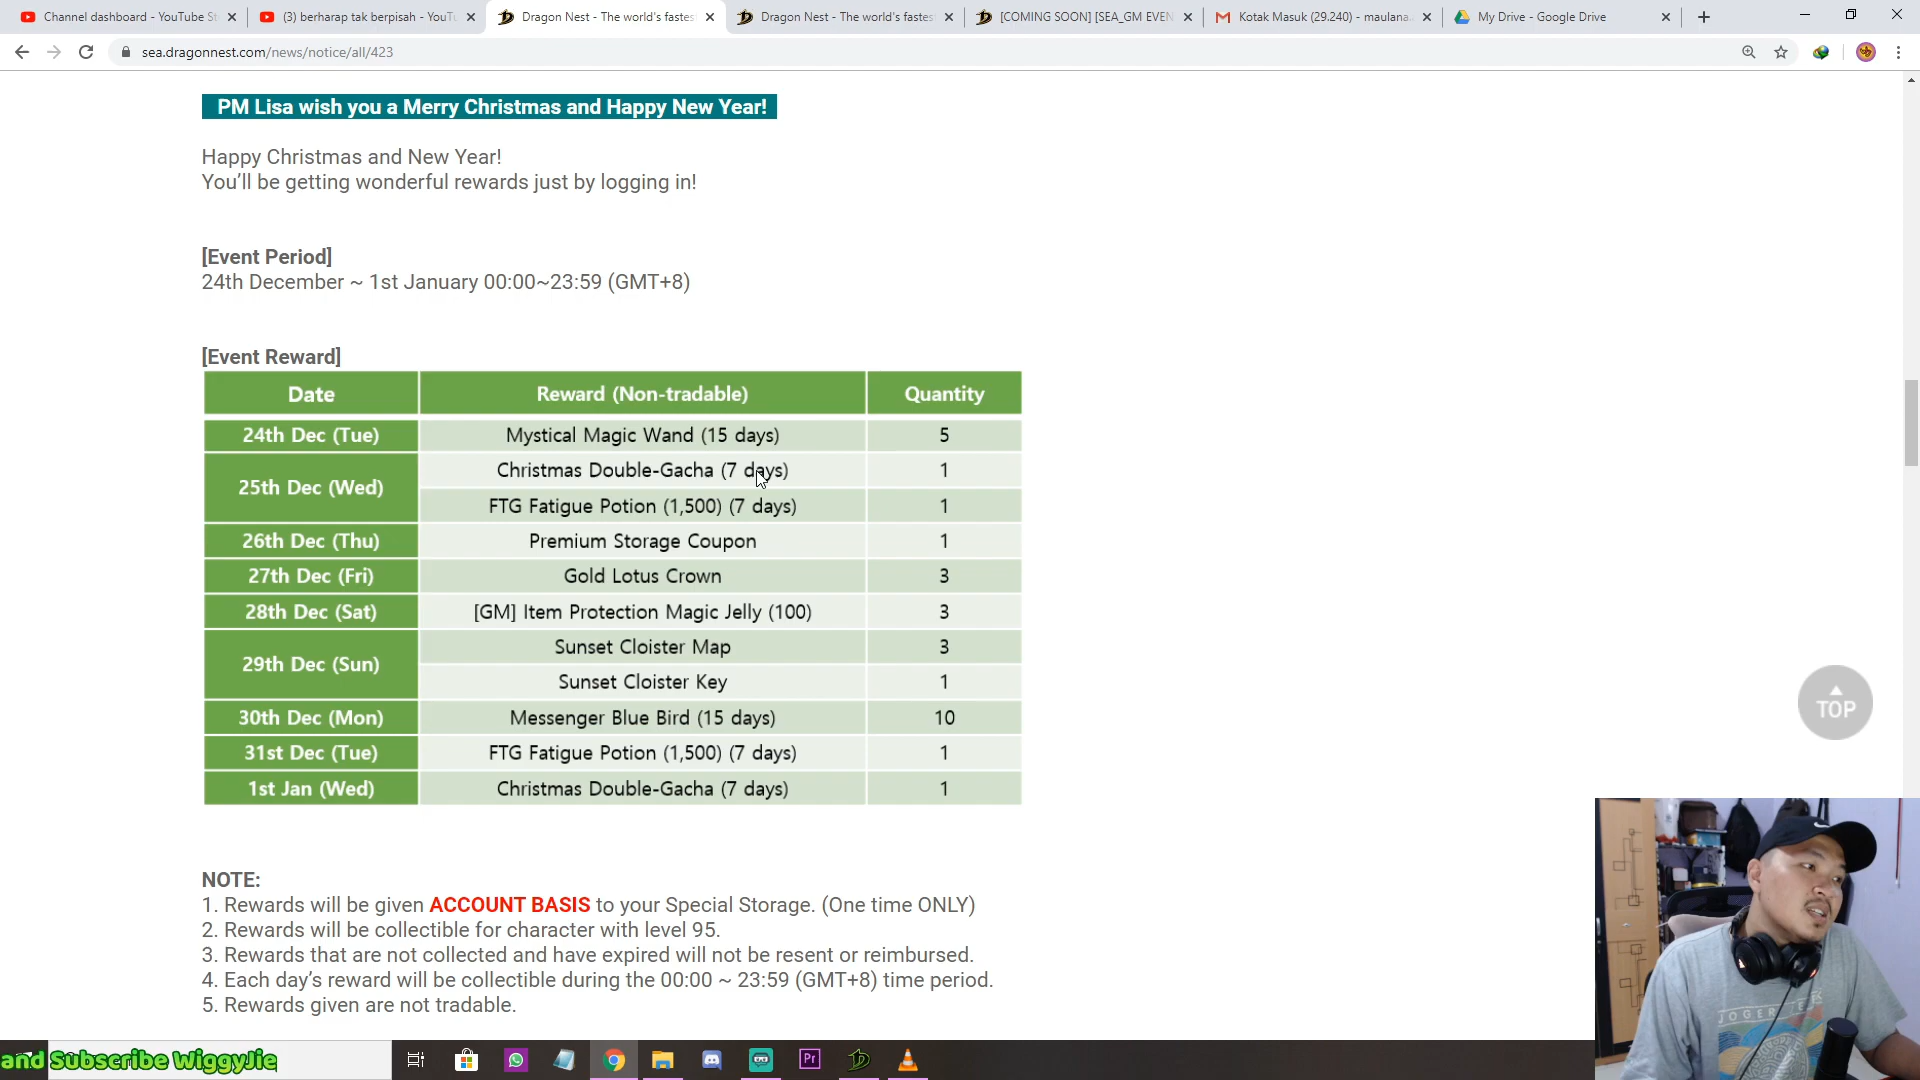 Channel dashboard - YouTube St
(3) berharap tak berpisah - YouTu
Dragon Nest - The world's fastes
Dragon Nest - The world's fastest
[COMING SOON] [SEA_GM EVEN
Kotak Masuk (29.240) - maulana.
My Drive - Google Drive
sea.dragonnest.com/news/notice/all/423
PM Lisa wish you a Merry Christmas and Happy New Year!
Happy Christmas and New Year!
You'll be getting wonderful rewards just by logging in!
[Event Period]
24th December ~ 1st January 00:00~23:59 (GMT+8)
[Event Reward]
Date Reward (Non-tradable) Quantity
24th Dec (Tue) Mystical Magic Wand (15 days) 5
25th Dec (Wed) Christmas Double-Gacha (7 days) 1
FTG Fatigue Potion (1,500) (7 days) 1
26th Dec (Thu) Premium Storage Coupon 1
27th Dec (Fri) Gold Lotus Crown 3
28th Dec (Sat) [GM] Item Protection Magic Jelly (100) 3
29th Dec (Sun) Sunset Cloister Map 3
Sunset Cloister Key 1
30th Dec (Mon) Messenger Blue Bird (15 days) 10
31st Dec (Tue) FTG Fatigue Potion (1,500) (7 days) 1
1st Jan (Wed) Christmas Double-Gacha (7 days) 1
TOP
NOTE:
1. Rewards will be given ACCOUNT BASIS to your Special Storage. (One time ONLY)
2. Rewards will be collectible for character with level 95.
3. Rewards that are not collected and have expired will not be resent or reimbursed.
4. Each day's reward will be collectible during the 00:00 ~ 23:59 (GMT+8) time period.
5. Rewards given are not tradable.
and Subscribe WiggyJie
Pr